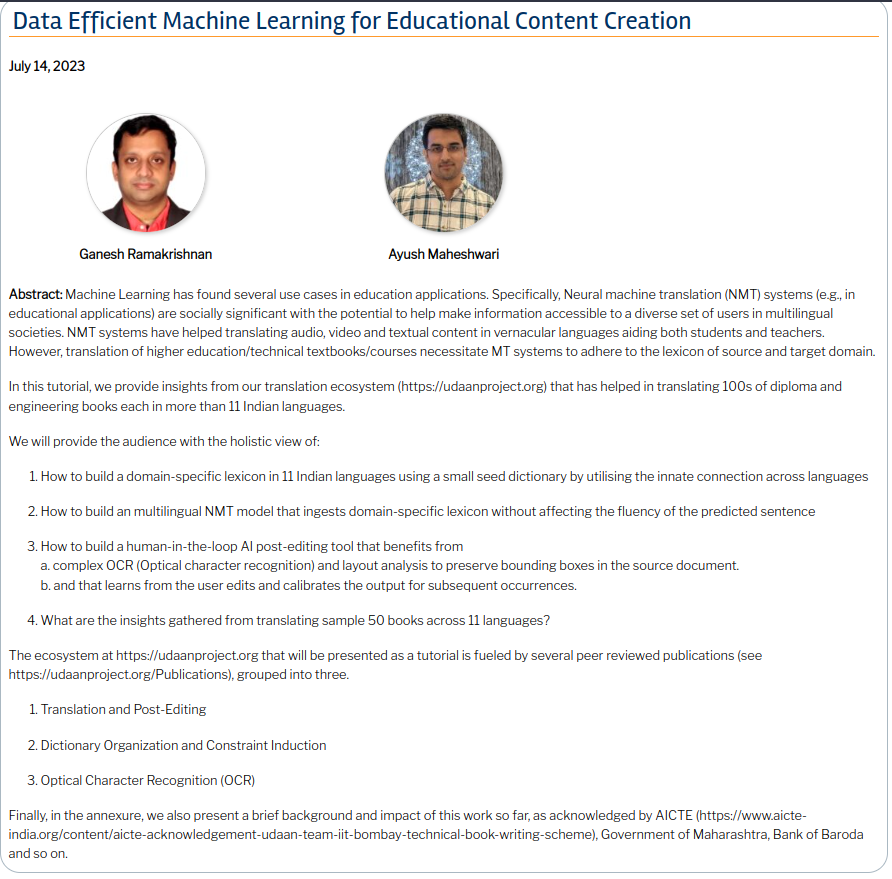 Data Efficient Machine Learning for Educational Content Creation
July 14, 2023
Ganesh Ramakrishnan
Ayush Maheshwari
Abstract: Machine Learning has found several use cases in education applications. Specifically, Neural machine translation (NMT) systems (e.g., in
educational applications) are socially significant with the potential to help make information accessible to a diverse set of users in multilingual
societies. NMT systems have helped translating audio, video and textual content in vernacular languages aiding both students and teachers.
However, translation of higher education/technical textbooks/courses necessitate MT systems to adhere to the lexicon of source and target domain.
In this tutorial, we provide insights from our translation ecosystem (https://udaanproject.org) that has helped in translating 100s of diploma and
engineering books each in more than 11 Indian languages.
We will provide the audience with the holistic view of:
1. How to build a domain-specific lexicon in 11 Indian languages using a small seed dictionary by utilising the innate connection across languages
2. How to build an multilingual NMT model that ingests domain-specific lexicon without affecting the fluency of the predicted sentence
3. How to build a human-in-the-loop AI post-editing tool that benefits from
a. complex OCR (Optical character recognition) and layout analysis to preserve bounding boxes in the source document.
b. and that learns from the user edits and calibrates the output for subsequent occurrences.
4. What are the insights gathered from translating sample 50 books across 11 languages?
The ecosystem at https://udaanproject.org that will be presented as a tutorial is fueled by several peer reviewed publications (see
https://udaanproject.org/Publications), grouped into three.
1. Translation and Post-Editing
2. Dictionary Organization and Constraint Induction
3. Optical Character Recognition (OCR)
Finally, in the annexure, we also present a brief background and impact of this work so far, as acknowledged by AICTE (https://www.aicte-
india.org/content/aicte-acknowledgement-udaan-team-iit-bombay-technical-book-writing-scheme), Government of Maharashtra, Bank of Baroda
and so on.